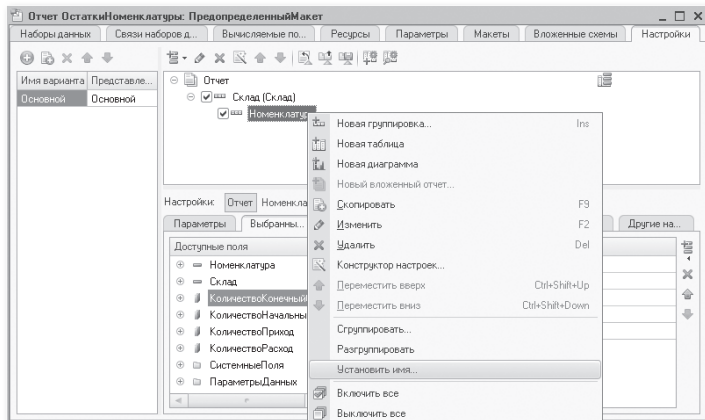 Отчет ОстаткиНоменклатуры: ПредопределенныйМакет
Наборы данных Связи наборов д... Вычисляемые по... Ресурсы Параметры Макеты Вложенные схемы Настройки
Имя варианта Представле...
Основной Основной
Отчет
Склад (Склад)
Номенклатура
Новая группировка... Ins
Новая таблица
Новая диаграмма
Новый вложенный отчет...
Скопировать F9
Изменить F2
Удалить Del
Конструктор настроек...
Переместить вверх Ctrl+Shift+Up
Переместить вниз Ctrl+Shift+Down
Сгруппировать...
Разгруппировать
Установить имя...
Включить все
Выключить все
Настройки: Отчет Номенкла
Параметры Выбранны... Другие на...
Доступные поля
Номенклатура
Склад
КоличествоКонечный
КоличествоНачальны
КоличествоПриход
КоличествоРасход
СистемныеПоля
ПараметрыДанных